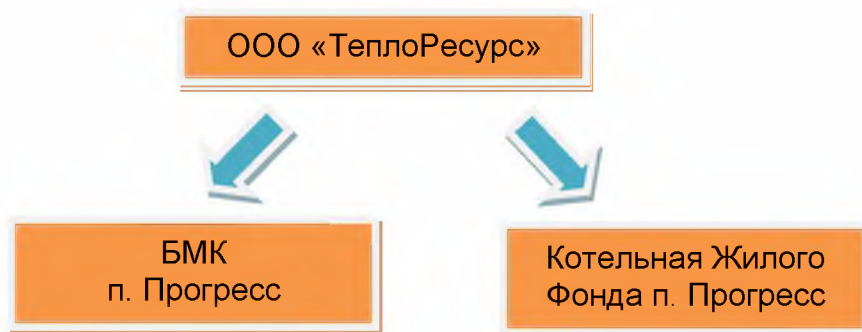 ООО «ТеплоРесурс»
БМК
п. Прогресс
Котельная Жилого
Фонда п. Прогресс